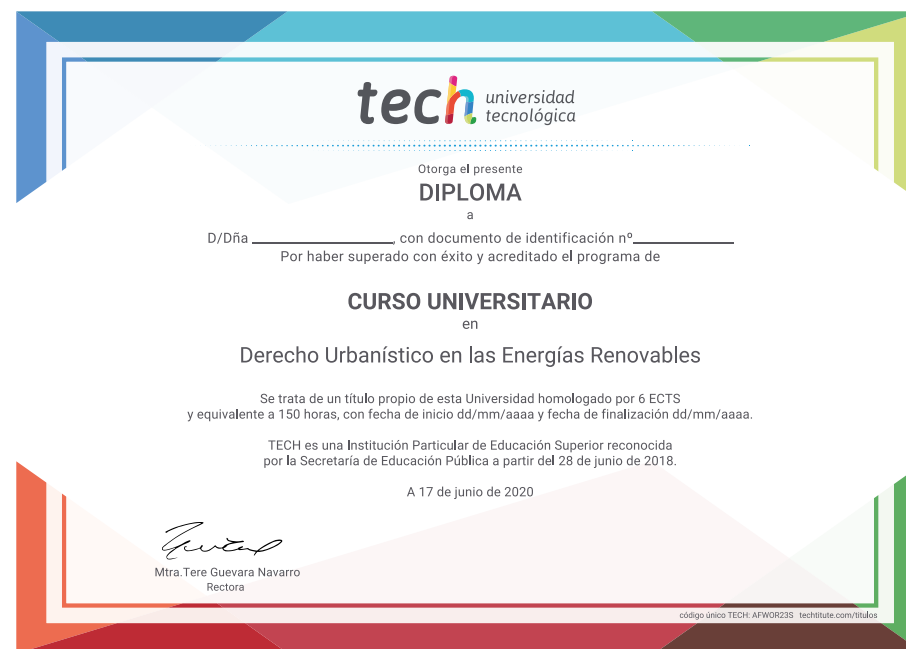 tech universidad
tecnológica
Otorga el presente
DIPLOMA
a
D/Dña ____________________, con documento de identificación nº______________
Por haber superado con éxito y acreditado el programa de
CURSO UNIVERSITARIO
en
Derecho Urbanístico en las Energías Renovables
Se trata de un título propio de esta Universidad homologado por 6 ECTS
y equivalente a 150 horas, con fecha de inicio dd/mm/aaaa y fecha de finalización dd/mm/aaaa.
TECH es una Institución Particular de Educación Superior reconocida
por la Secretaría de Educación Pública a partir del 28 de junio de 2018.
A 17 de junio de 2020
Mtra.Tere Guevara Navarro
Rectora
código único TECH: AFWOR23S techtitute.com/titulos